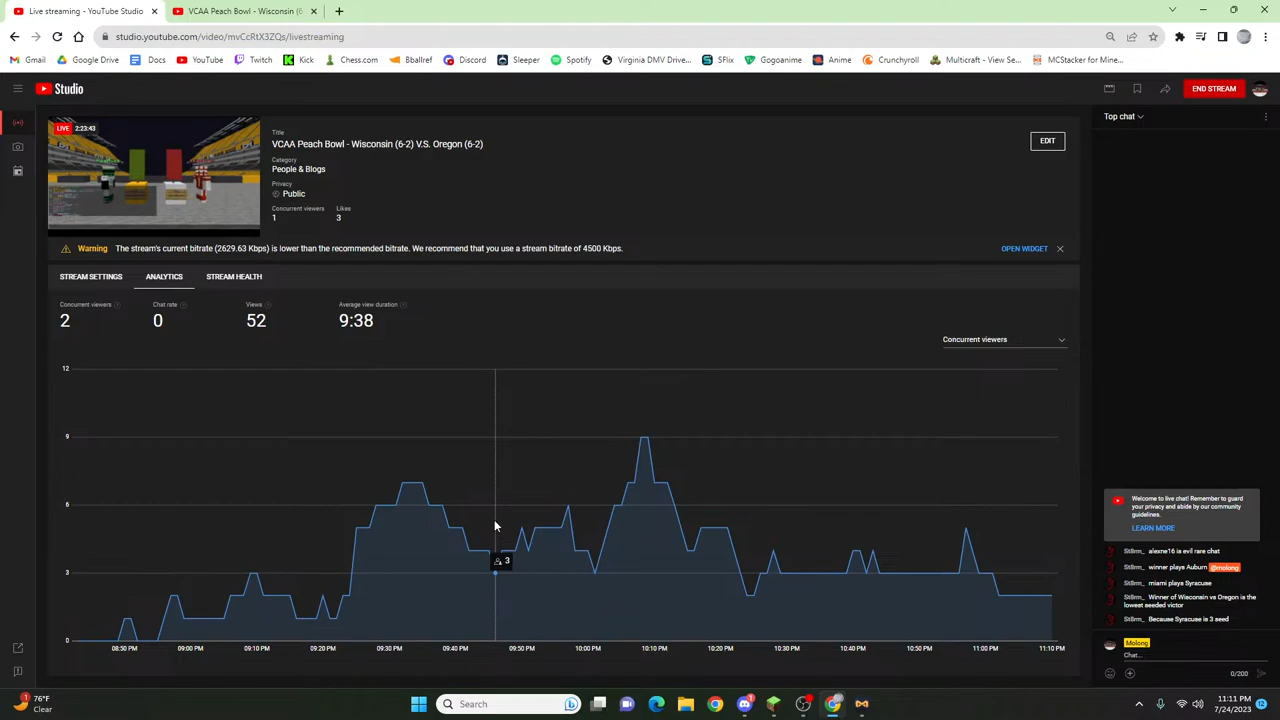 Live streaming - YouTube Studio
VCAA Peach Bowl - Wisconsin (6-
studio.youtube.com/video/mvCcRtX3ZQs/livestreaming
Gmail Google Drive Docs YouTube Twitch Kick Chess.com Bballref Discord Sleeper Spotify Virginia DMV Drive... SFlix Gogoanime Anime Crunchyroll Multicraft - View Se... MCStacker for Mine...
Studio
END STREAM
LIVE 2:23:43
Title
VCAA Peach Bowl - Wisconsin (6-2) V.S. Oregon (6-2)
EDIT
Category
People & Blogs
Privacy
Public
Concurrent viewers Likes
1 3
Warning The stream's current bitrate (2629.63 Kbps) is lower than the recommended bitrate. We recommend that you use a stream bitrate of 4500 Kbps. OPEN WIDGET
STREAM SETTINGS ANALYTICS STREAM HEALTH
Concurrent viewers Chat rate Views Average view duration
2 0 52 9:38
Concurrent viewers
12
9
6
3
0
3
08:50 PM 09:00 PM 09:10 PM 09:20 PM 09:30 PM 09:40 PM 09:50 PM 10:00 PM 10:10 PM 10:20 PM 10:30 PM 10:40 PM 10:50 PM 11:00 PM 11:10 PM
Top chat
Welcome to live chat! Remember to guard
your privacy and abide by our community
guidelines.
LEARN MORE
St8rm_ alexne16 is evil rare chat
St8rm_ winner plays Auburn @molong
St8rm_ miami plays Syracuse
St8rm_ Winner of Wisconsin vs Oregon is the
lowest seeded victor
St8rm_ Because Syracuse is 3 seed
Molong
Chat...
0/200
1
76°F
Clear
Search
11:11 PM
7/24/2023
12